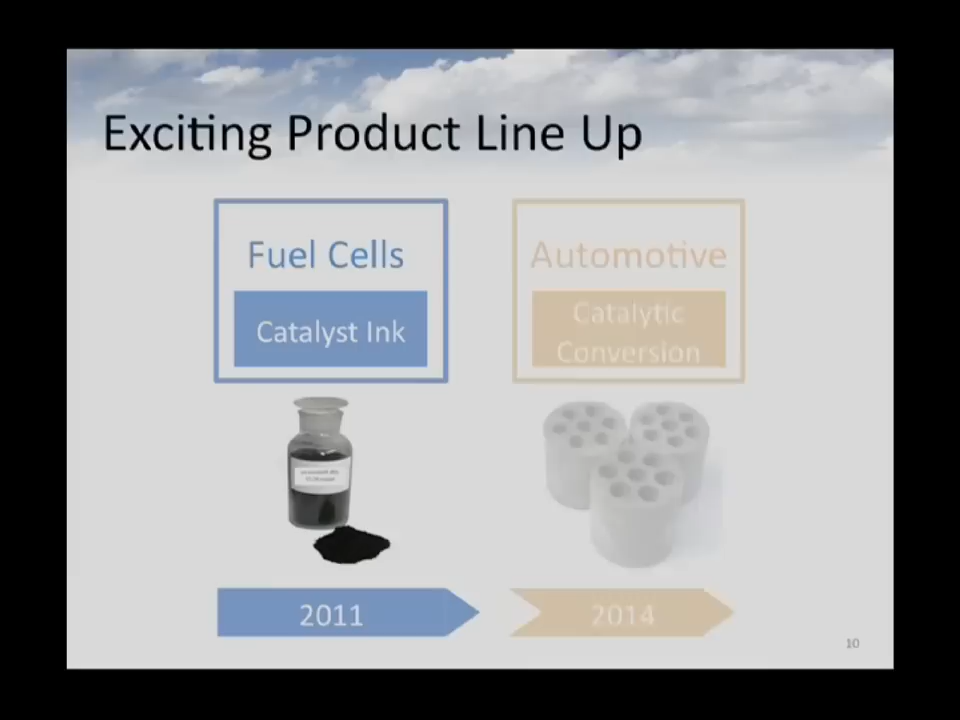 Exciting Product Line Up
Fuel Cells
Catalyst Ink
Automotive
Catalytic
Conversion
2011
2014
10